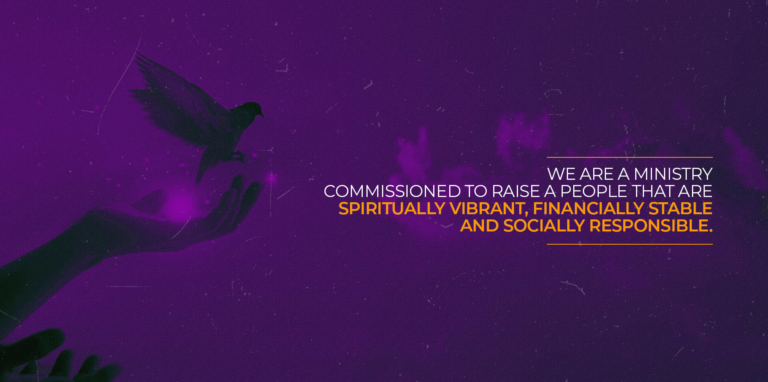 WE ARE A MINISTRY
COMMISSIONED TO RAISE A PEOPLE THAT ARE
SPIRITUALLY VIBRANT, FINANCIALLY STABLE
AND SOCIALLY RESPONSIBLE.